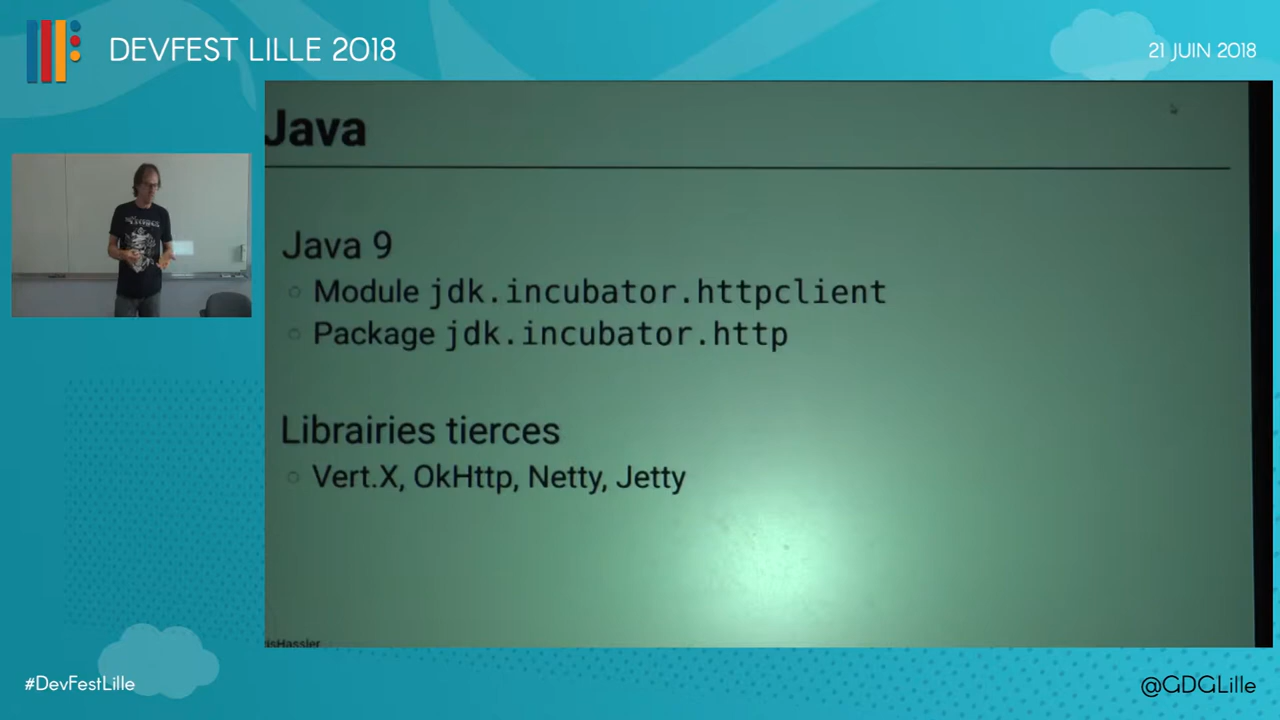 DEVFEST LILLE 2018
21 JUIN 2018
Java
Java 9
Module jdk.incubator.httpclient
Package jdk.incubator.http
Librairies tierces
Vert.X, OkHttp, Netty, Jetty
isHassler
#DevFestLille
@GDGLille